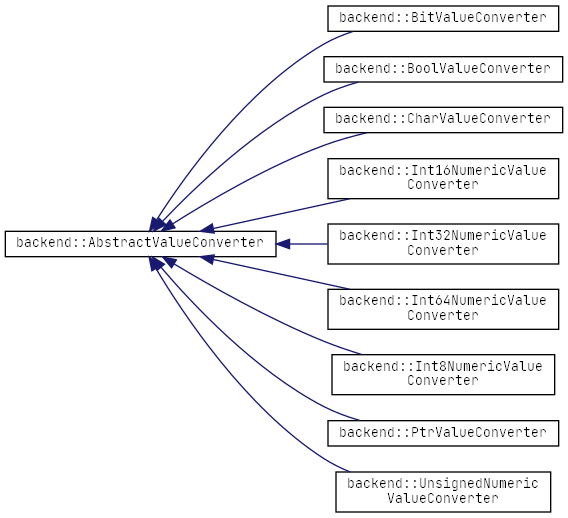 backend::BitValueConverter
backend::BoolValueConverter
backend::CharValueConverter
backend::Int16NumericValue
Converter
backend::AbstractValueConverter
backend::Int32NumericValue
Converter
backend::Int64NumericValue
Converter
backend::Int8NumericValue
Converter
backend::PtrValueConverter
backend::UnsignedNumeric
ValueConverter